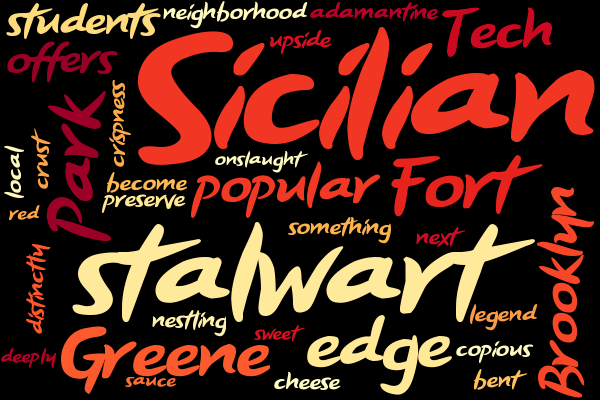 students
neighborhood
adamantine
Tech
offers
upside
Sicilian
Park
crispness
onslaught
local
crust
become
preserve
popular
Fort
red
something
next
Brooklyn
distinctly
stalwart
nestling
legend
deeply
Greene
sweet
edge
copious
sauce
cheese
bent